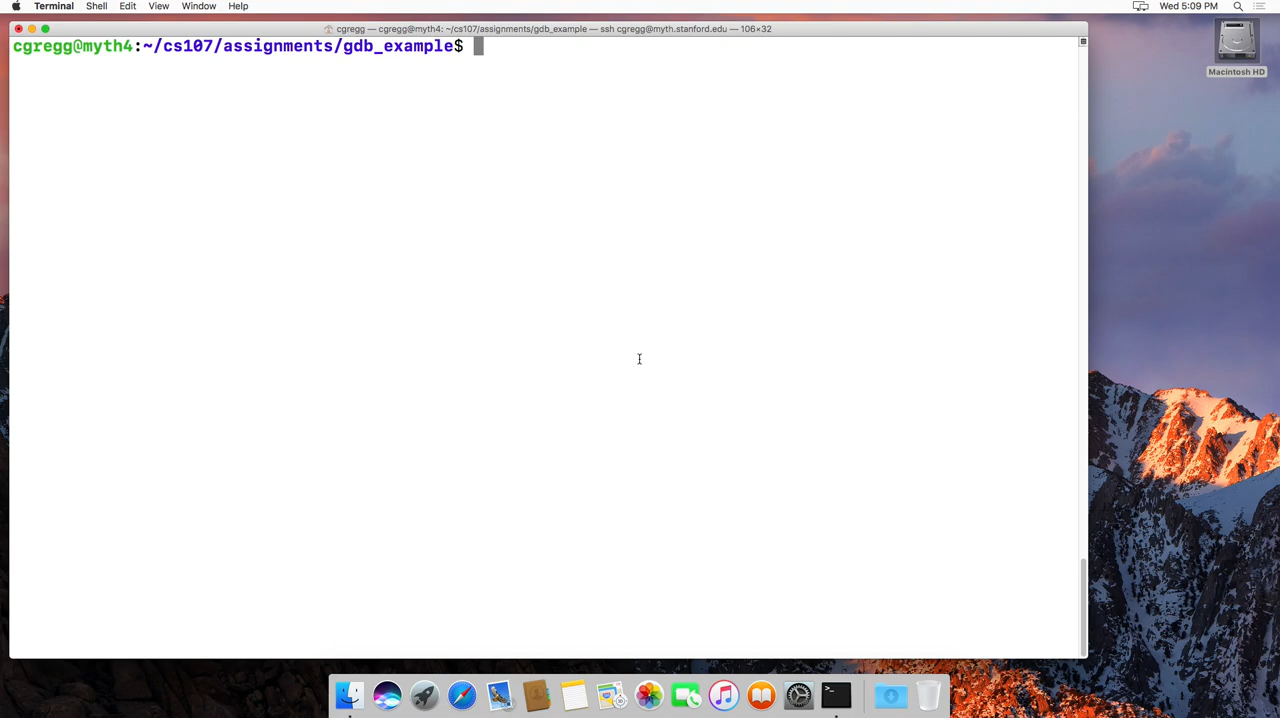 Terminal Shell Edit View Window Help Wed 5:09 PM
cgregg — cgregg@myth4: ~/cs107/assignments/gdb_example — ssh cgregg@myth.stanford.edu — 106×32
cgregg@myth4:~/cs107/assignments/gdb_example$
Macintosh HD